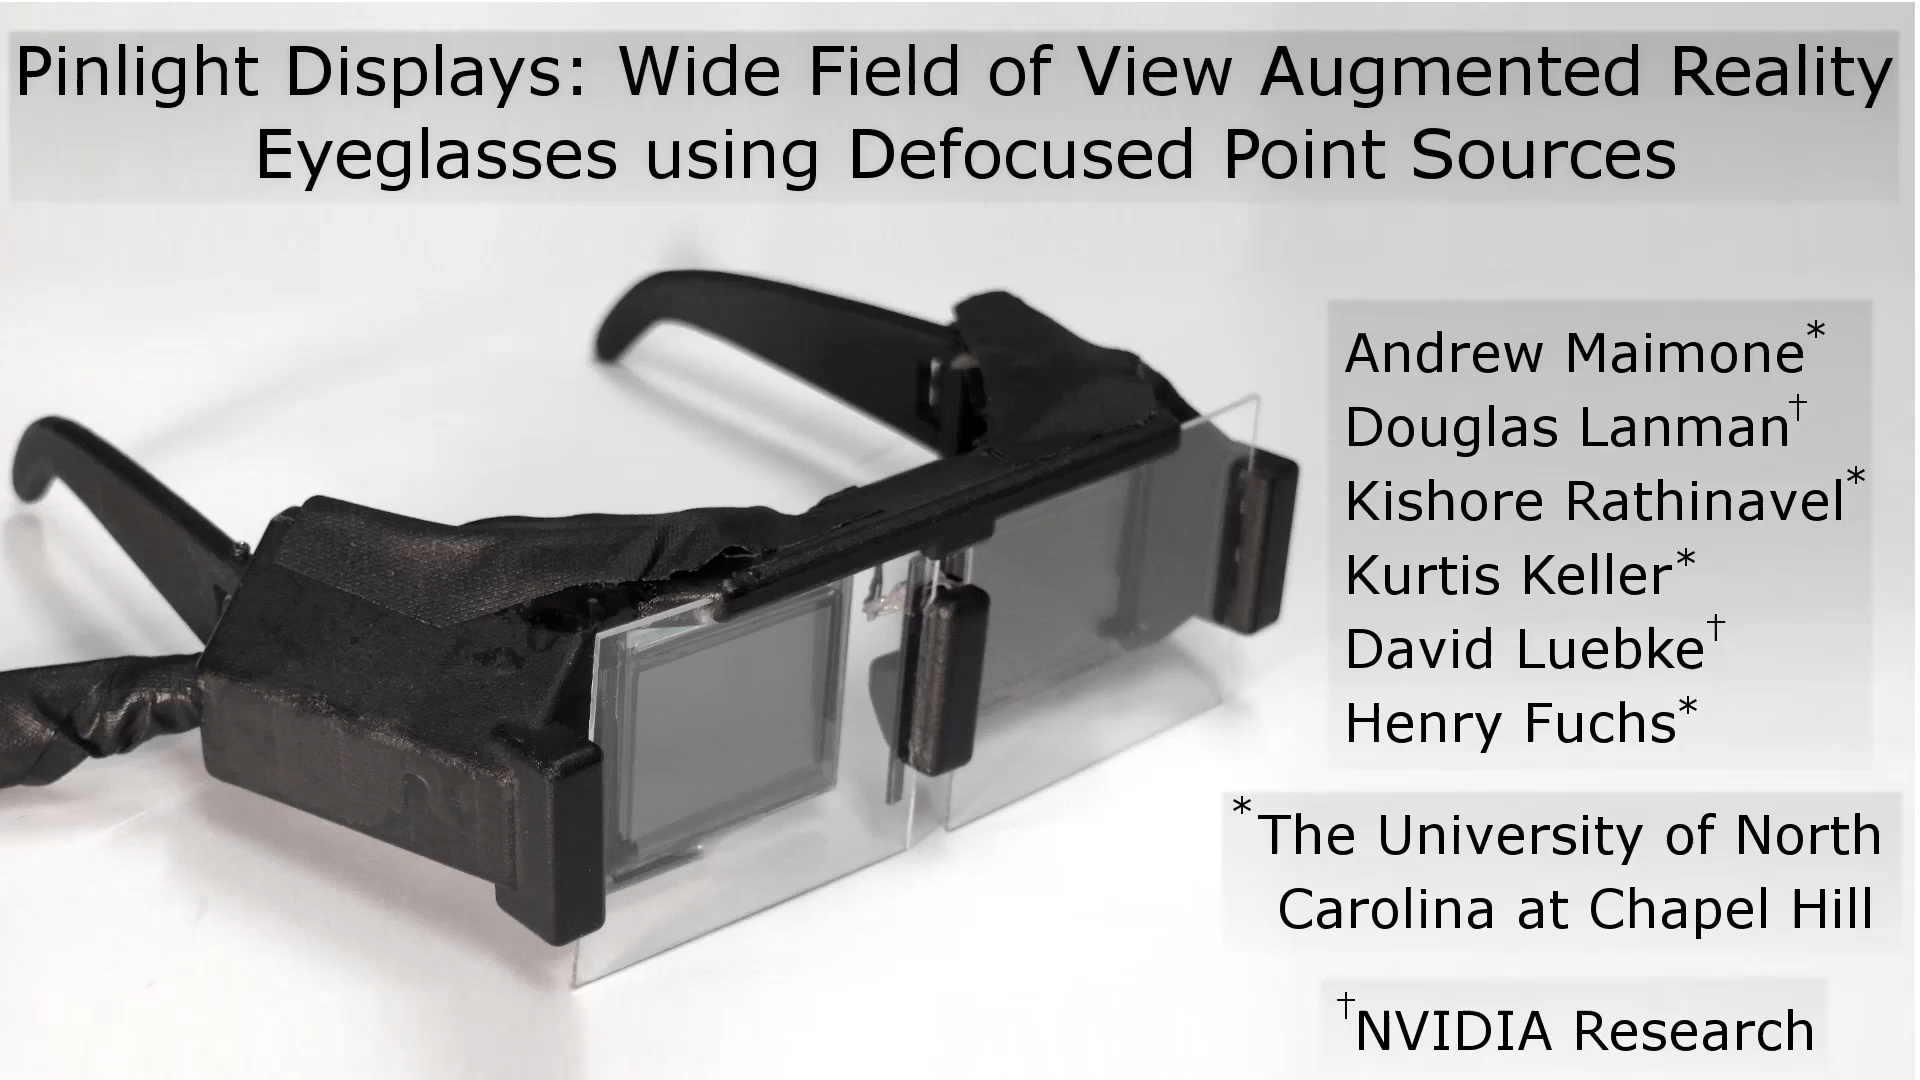 Pinlight Displays: Wide Field of View Augmented Reality
Eyeglasses using Defocused Point Sources
Andrew Maimone*
Douglas Lanman†
Kishore Rathinavel*
Kurtis Keller*
David Luebke†
Henry Fuchs*
*The University of North
Carolina at Chapel Hill
†NVIDIA Research